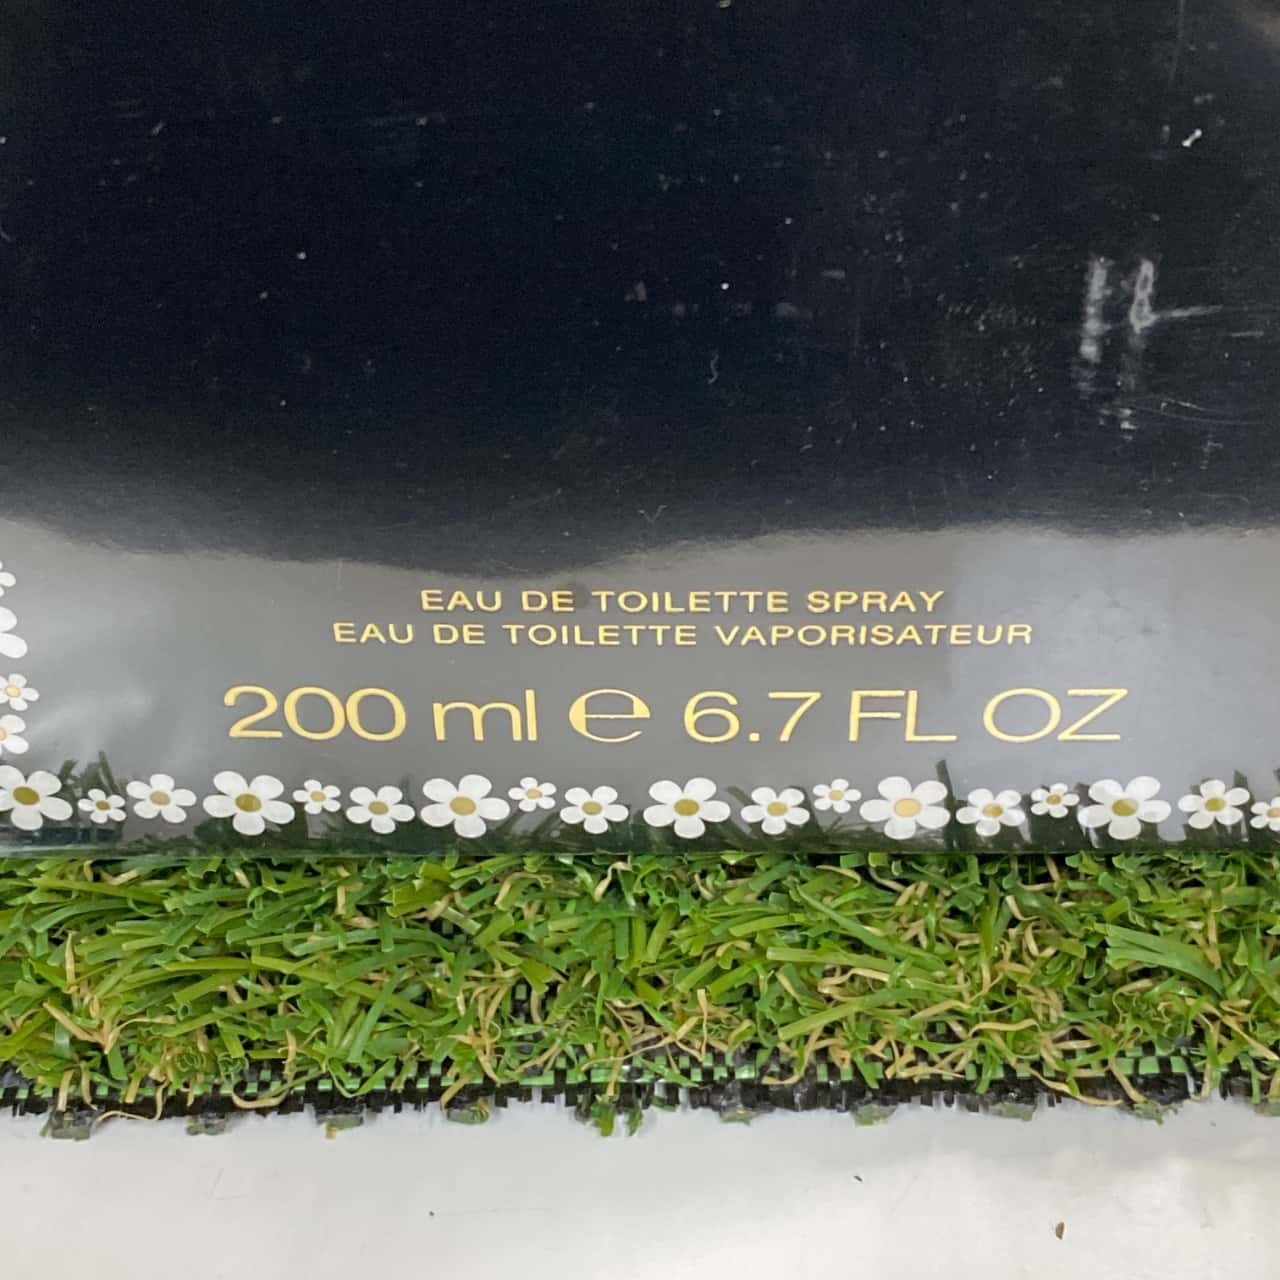 EAU DE TOILETTE SPRAY
EAU DE TOILETTE VAPORISATEUR
200 ml ℮ 6.7 FL OZ